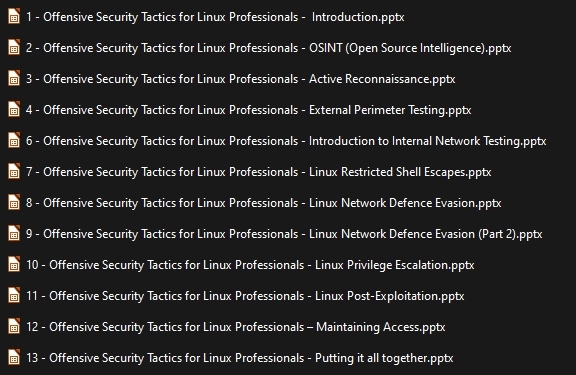 1 - Offensive Security Tactics for Linux Professionals -  Introduction.pptx
2 - Offensive Security Tactics for Linux Professionals - OSINT (Open Source Intelligence).pptx
3 - Offensive Security Tactics for Linux Professionals - Active Reconnaissance.pptx
4 - Offensive Security Tactics for Linux Professionals - External Perimeter Testing.pptx
6 - Offensive Security Tactics for Linux Professionals - Introduction to Internal Network Testing.pptx
7 - Offensive Security Tactics for Linux Professionals - Linux Restricted Shell Escapes.pptx
8 - Offensive Security Tactics for Linux Professionals - Linux Network Defence Evasion.pptx
9 - Offensive Security Tactics for Linux Professionals - Linux Network Defence Evasion (Part 2).pptx
10 - Offensive Security Tactics for Linux Professionals - Linux Privilege Escalation.pptx
11 - Offensive Security Tactics for Linux Professionals - Linux Post-Exploitation.pptx
12 - Offensive Security Tactics for Linux Professionals – Maintaining Access.pptx
13 - Offensive Security Tactics for Linux Professionals - Putting it all together.pptx